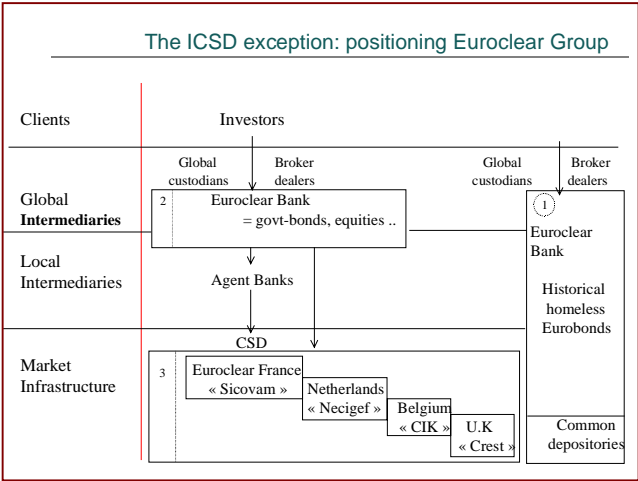 The ICSD exception: positioning Euroclear Group
Clients
Investors
Global
custodians
Broker
dealers
Global
custodians
Broker
dealers
Global
Intermediaries
2
Euroclear Bank
= govt-bonds, equities ..
1
Euroclear
Bank
Local
Intermediaries
Agent Banks
Historical
homeless
Eurobonds
CSD
Market
Infrastructure
3
Euroclear France
« Sicovam »
Netherlands
« Necigef »
Belgium
« CIK »
U.K
« Crest »
Common
depositories